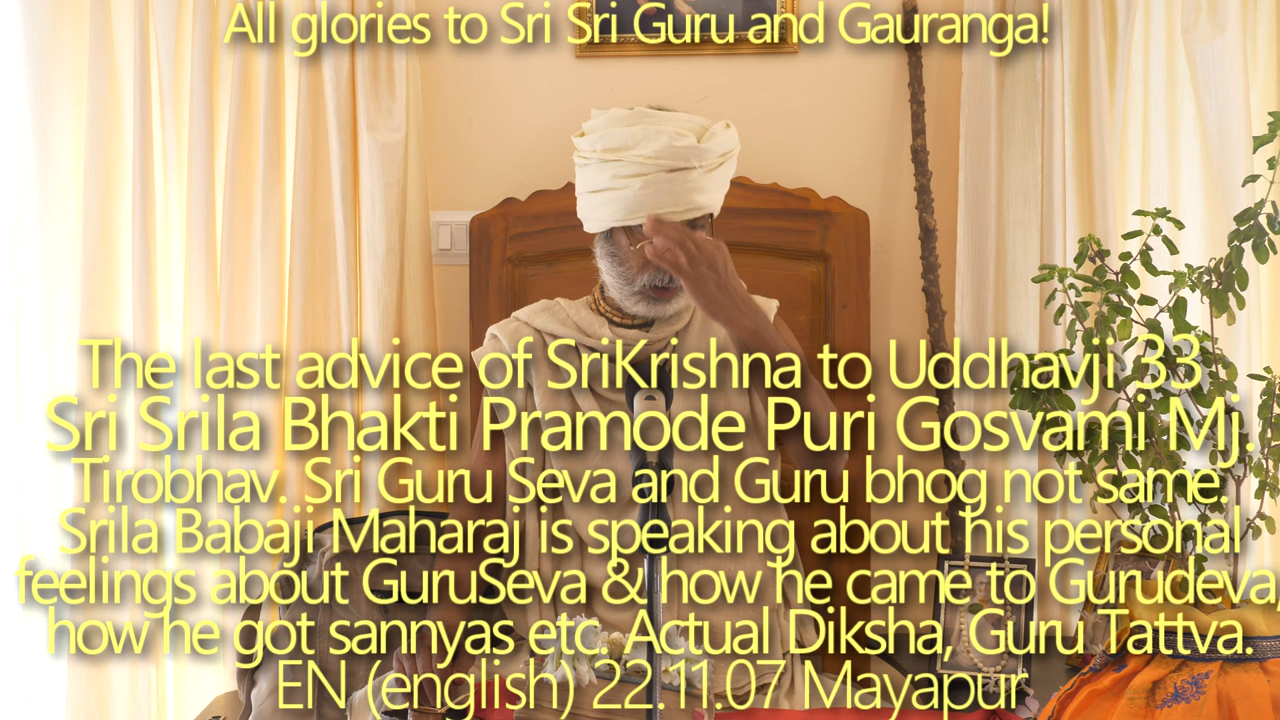 All glories to Sri Sri Guru and Gauranga!
The last advice of SriKrishna to Uddhavji 33
Sri Srila Bhakti Pramode Puri Gosvami Mj.
Tirobhav. Sri Guru Seva and Guru bhog not same.
Srila Babaji Maharaj is speaking about his personal
feelings about GuruSeva & how he came to Gurudeva,
how he got sannyas etc. Actual Diksha, Guru Tattva.
EN (english) 22.11.07 Mayapur